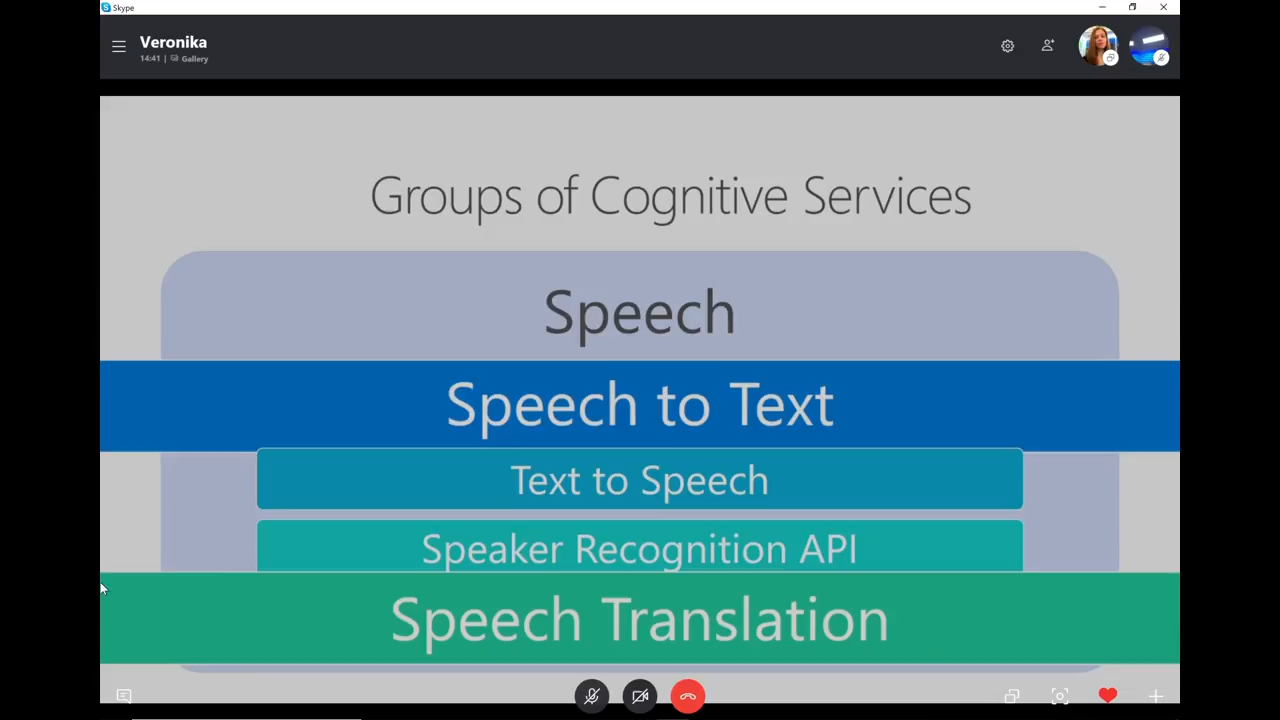 Skype
Veronika
14:41 | Gallery
Groups of Cognitive Services
Speech
Speech to Text
Text to Speech
Speaker Recognition API
Speech Translation